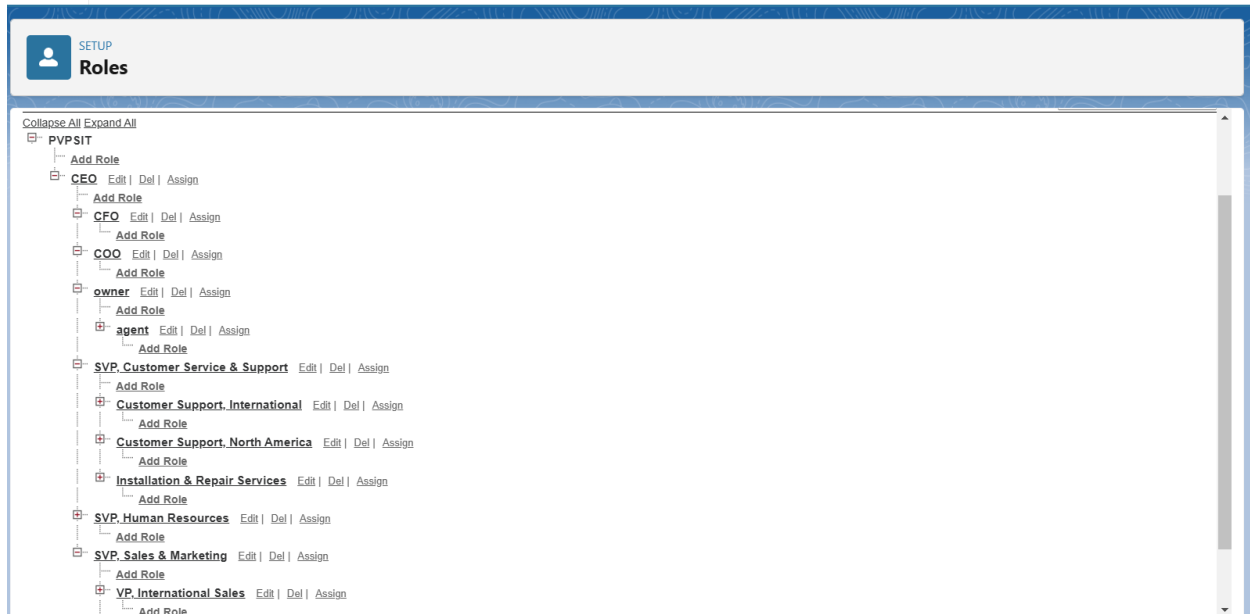 SETUP
Roles
Collapse All Expand All
PVPSIT
Add Role
CEO Edit | Del | Assign
Add Role
CFO Edit | Del | Assign
Add Role
COO Edit | Del | Assign
Add Role
owner Edit | Del | Assign
Add Role
agent Edit | Del | Assign
Add Role
SVP, Customer Service & Support Edit | Del | Assign
Add Role
Customer Support, International Edit | Del | Assign
Add Role
Customer Support, North America Edit | Del | Assign
Add Role
Installation & Repair Services Edit | Del | Assign
Add Role
SVP, Human Resources Edit | Del | Assign
Add Role
SVP, Sales & Marketing Edit | Del | Assign
Add Role
VP, International Sales Edit | Del | Assign
Add Role